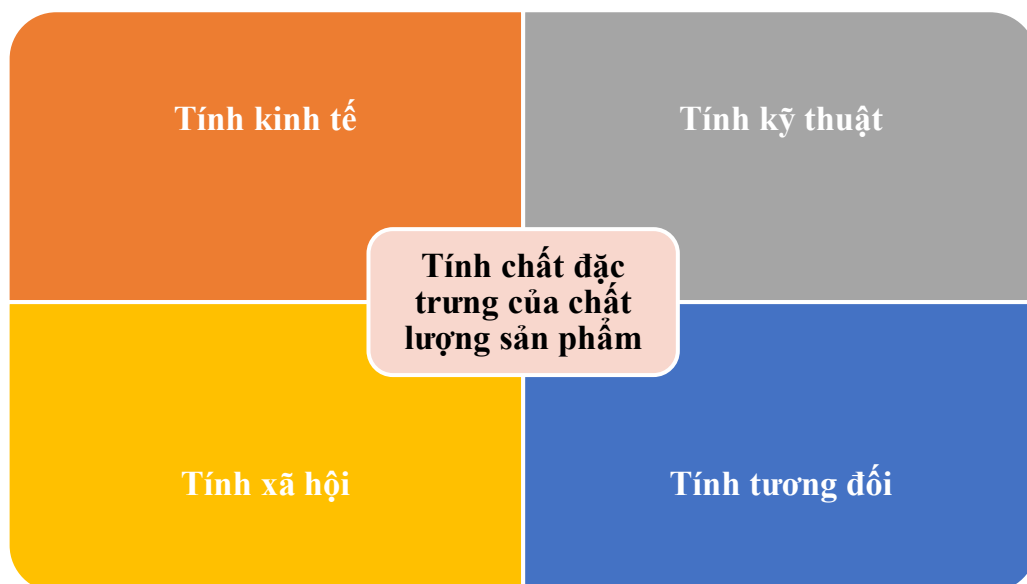 Tính kinh tế
Tính kỹ thuật
Tính chất đặc
trưng của chất
lượng sản phẩm
Tính xã hội
Tính tương đối